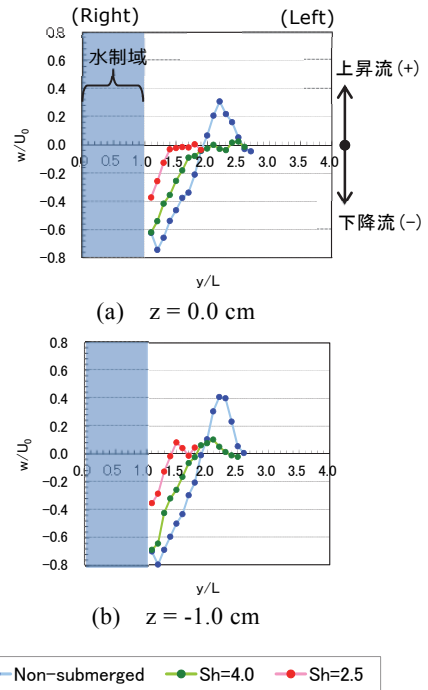 (Right) (Left)
0.8
水制域
0.6
上昇流(+)
0.4
0.2
w/U0
0.0
0.0 0.5 1.0 1.5 2.0 2.5 3.0 3.5 4.0
-0.2
-0.4
下降流(-)
-0.6
-0.8
y/L
(a) z = 0.0 cm
0.8
0.6
0.4
0.2
w/U0
0.0
0.0 0.5 1.0 1.5 2.0 2.5 3.0 3.5 4.0
-0.2
-0.4
-0.6
-0.8
y/L
(b) z = -1.0 cm
Non-submerged Sh=4.0 Sh=2.5